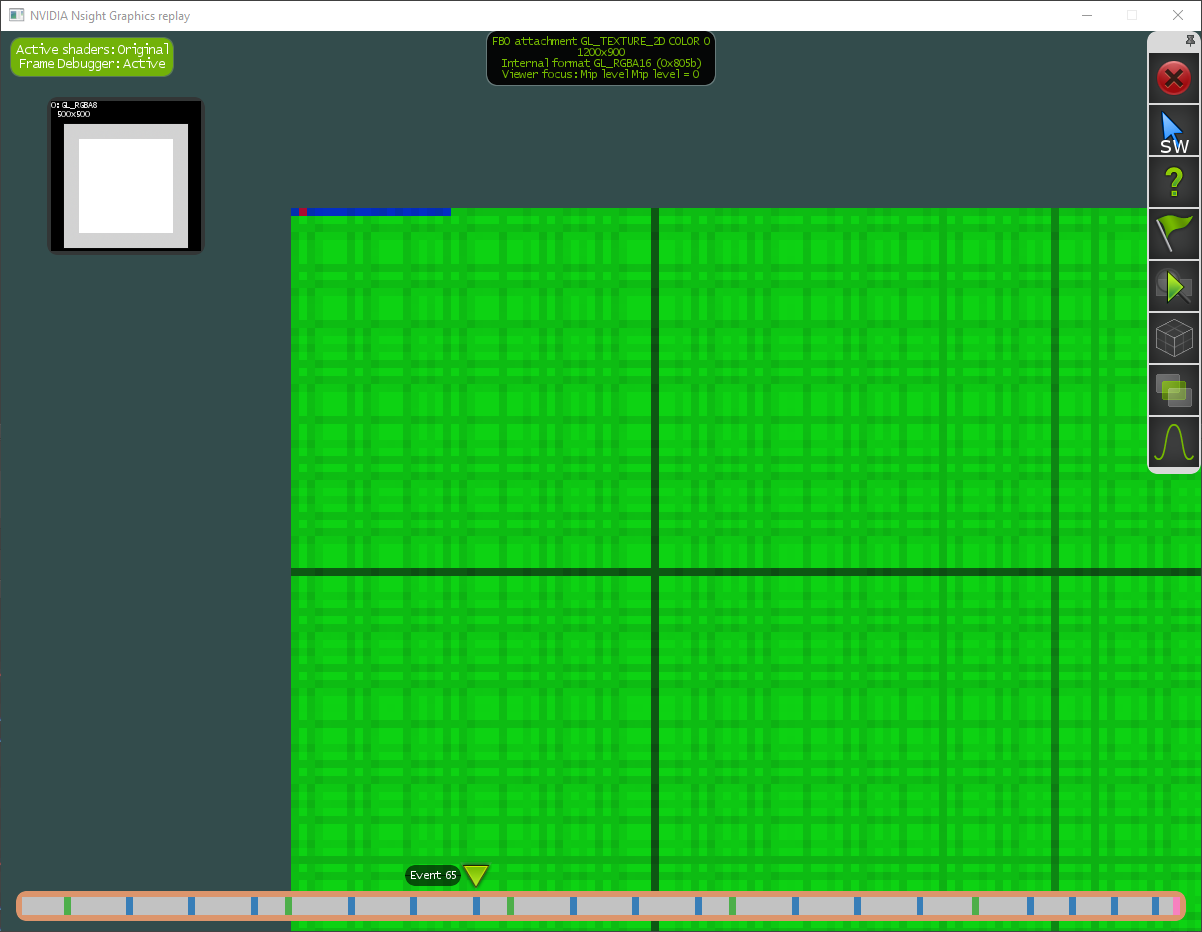 NVIDIA Nsight Graphics replay
Active shaders: Original
Frame Debugger: Active
FBO attachment GL_TEXTURE_2D COLOR 0
1200x900
Internal format GL_RGBA16 (0x805b)
Viewer focus: Mip level Mip level = 0
0: GL_RGBA8
500x500
SW
?
Event 65